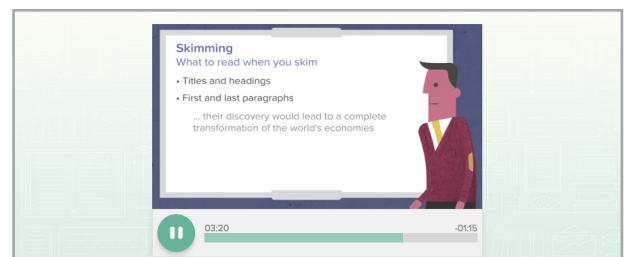 Skimming
What to read when you skim
• Titles and headings
• First and last paragraphs
... their discovery would lead to a complete
transformation of the world's economies
03:20
-01:15